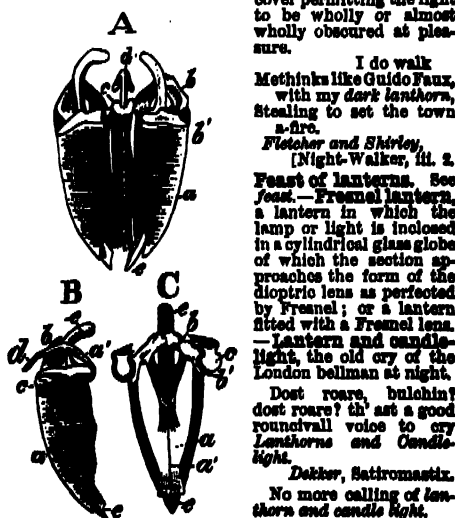 A
d
c
b
b'
a
e
B
C
e
b
d
a'
c
a
e
e
b
c
b'
a
a'
e
cover permitting the light
to be wholly or almost
wholly obscured at plea-
sure.
I do walk
Methinks like Guido Faux,
with my dark lanthorn,
Stealing to set the town
a-fire.
Fletcher and Shirley,
[Night-Walker, iii. 2.
Feast of lanterns. See
feast.—Fresnel lantern,
a lantern in which the
lamp or light is inclosed
in a cylindrical glass globe
of which the section ap-
proaches the form of the
dioptric lens as perfected
by Fresnel; or a lantern
fitted with a Fresnel lens.
—Lantern and candle-
light, the old cry of the
London bellman at night.
Dost roare, bulchin?
dost roare? th' ast a good
rouncivall voice to cry
Lanthorne and Candle-
light.
Dekker, Satiromastix.
No more calling of lan-
thorn and candle light.